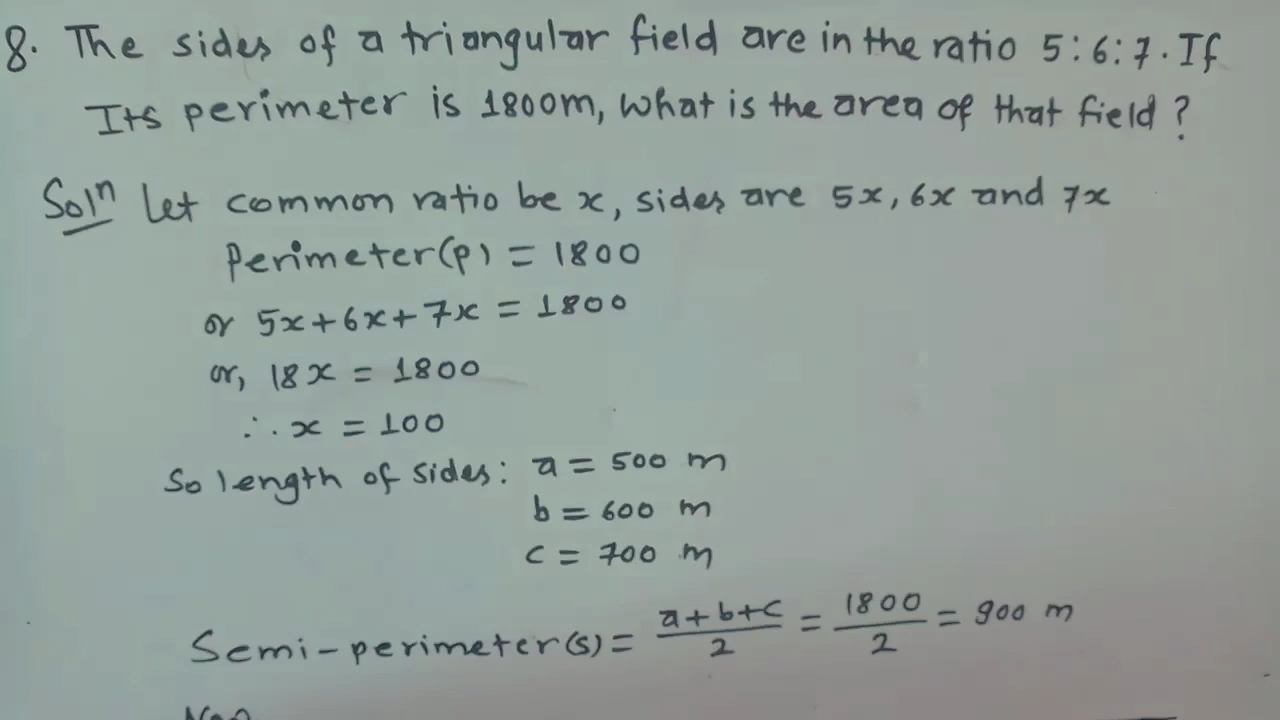 8. The sides of a triangular field are in the ratio 5:6:7. If
Its perimeter is 1800m, what is the area of that field?
Solⁿ Let common ratio be x, sides are 5x, 6x and 7x
Perimeter(p) = 1800
or 5x+6x+7x = 1800
or, 18x = 1800
∴ x = 100
So length of sides: a = 500 m
b = 600 m
c = 700 m
Semi-perimeter(s) = a+b+c/2 = 1800/2 = 900 m